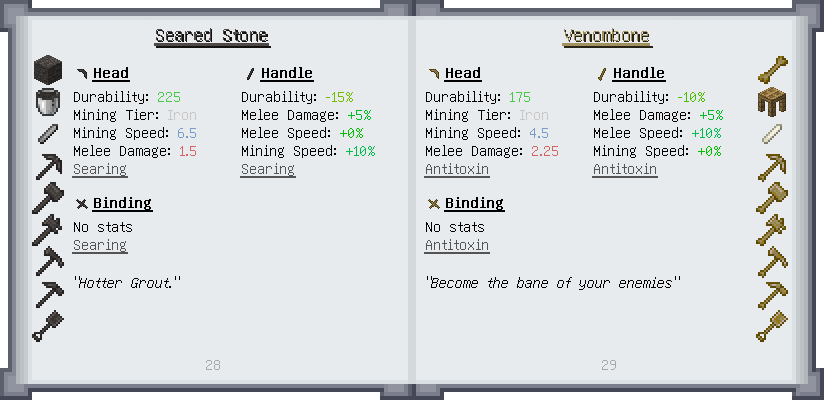 Seared Stone
Head
Durability: 225
Mining Tier: Iron
Mining Speed: 6.5
Melee Damage: 1.5
Searing
Handle
Durability: -15%
Melee Damage: +5%
Melee Speed: +0%
Mining Speed: +10%
Searing
Binding
No stats
Searing
"Hotter Grout."
28
Venombone
Head
Durability: 175
Mining Tier: Iron
Mining Speed: 4.5
Melee Damage: 2.25
Antitoxin
Handle
Durability: -10%
Melee Damage: +5%
Melee Speed: +10%
Mining Speed: +0%
Antitoxin
Binding
No stats
Antitoxin
"Become the bane of your enemies"
29